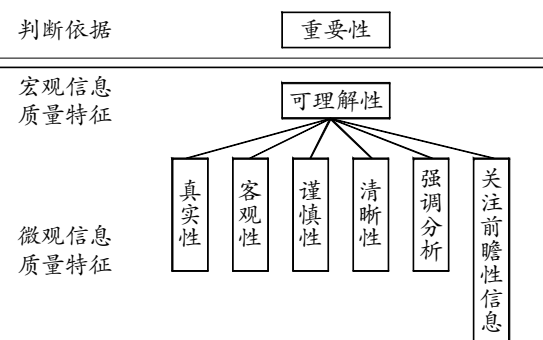 判断依据
重要性
宏观信息
质量特征
可理解性
真实性
客观性
谨慎性
清晰性
强调分析
关注前瞻性信息
微观信息
质量特征